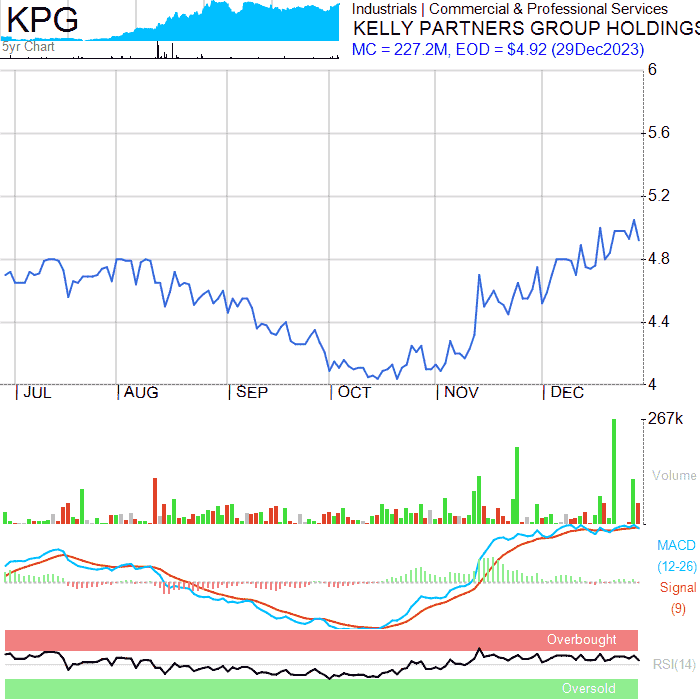 KPG
5yr Chart
Industrials | Commercial & Professional Services
KELLY PARTNERS GROUP HOLDINGS
MC = 227.2M, EOD = $4.92 (29Dec2023)
6
5.6
5.2
4.8
4.4
4
JUL
AUG
SEP
OCT
NOV
DEC
267k
Volume
MACD
(12-26)
Signal
(9)
Overbought
RSI(14)
Oversold